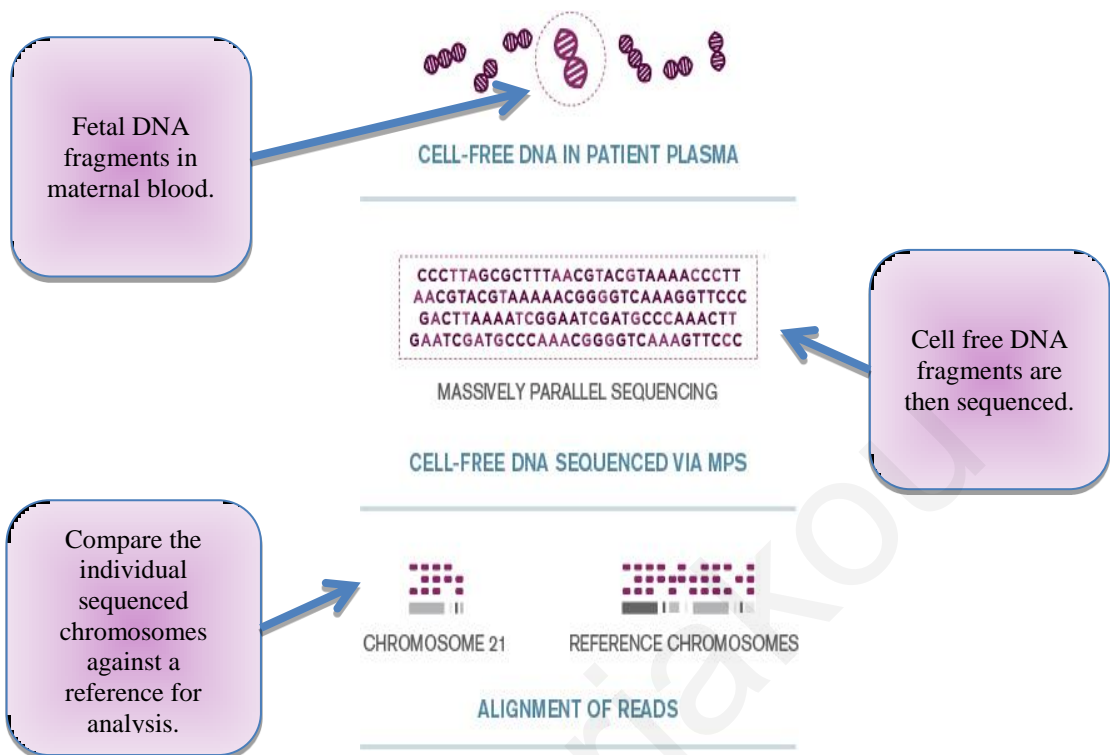 Fetal DNA
fragments in
maternal blood.
CELL-FREE DNA IN PATIENT PLASMA
CCCTTAGCGCTTTAACGTACGTAAAACCCTT
AACGTACGTAAAAACGGGGTCAAAGGTTCCC
GACTTAAAATCGGAATCGATGCCCAAACTT
GAATCGATGCCCAAACGGGGTCAAAGTTCCC
MASSIVELY PARALLEL SEQUENCING
CELL-FREE DNA SEQUENCED VIA MPS
Cell free DNA
fragments are
then sequenced.
Compare the
individual
sequenced
chromosomes
against a
reference for
analysis.
CHROMOSOME 21
REFERENCE CHROMOSOMES
ALIGNMENT OF READS